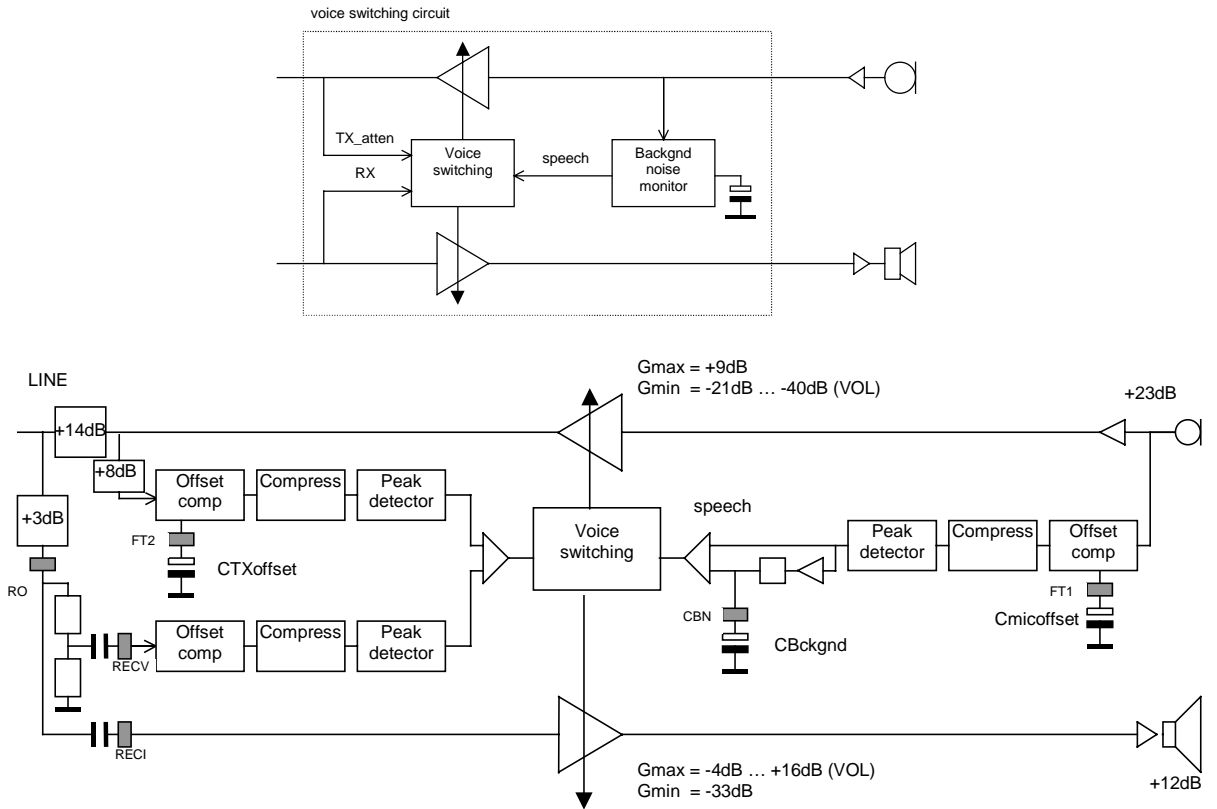 voice switching circuit
TX_atten
RX
Voice
switching
speech
Backgnd
noise
monitor
LINE
Gmax = +9dB
Gmin = -21dB … -40dB (VOL)
+23dB
+14dB
+8dB
+3dB
Offset
comp
Compress
Peak
detector
FT2
CTXoffset
RO
Voice
switching
speech
Peak
detector
Compress
Offset
comp
FT1
Cmicoffset
CBN
CBckgnd
Offset
comp
Compress
Peak
detector
RECV
RECI
Gmax = -4dB … +16dB (VOL)
Gmin = -33dB
+12dB